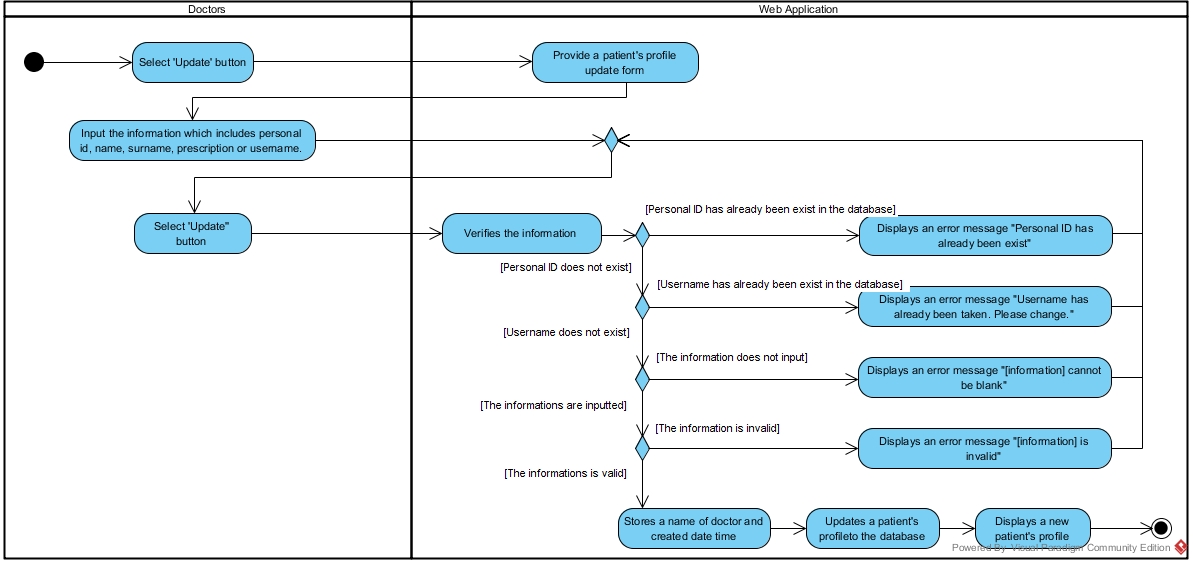 Doctors
Web Application
Select 'Update' button
Provide a patient's profile
update form
Input the information which includes personal
id, name, surname, prescription or username.
Select 'Update"
button
Verifies the information
[Personal ID has already been exist in the database]
Displays an error message "Personal ID has
already been exist"
[Personal ID does not exist]
[Username has already been exist in the database]
Displays an error message "Username has
already been taken. Please change."
[Username does not exist]
[The information does not input]
Displays an error message "[information] cannot
be blank"
[The informations are inputted]
[The information is invalid]
Displays an error message "[information] is
invalid"
[The informations is valid]
Stores a name of doctor and
created date time
Updates a patient's
profileto the database
Displays a new
patient's profile
Powered By Visual Paradigm Community Edition